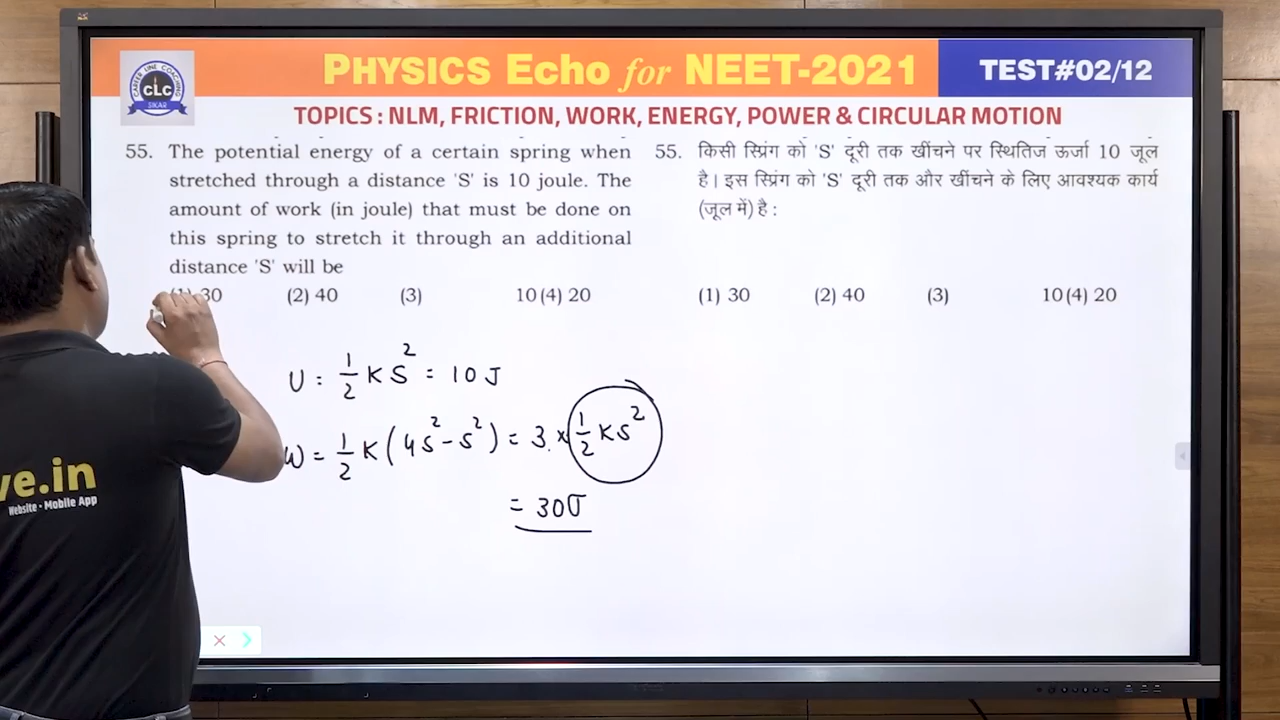 CAREER LINE COACHING
CLC
SIKAR
PHYSICS Echo for NEET-2021
TEST#02/12
TOPICS : NLM, FRICTION, WORK, ENERGY, POWER & CIRCULAR MOTION
55. The potential energy of a certain spring when
stretched through a distance 'S' is 10 joule. The
amount of work (in joule) that must be done on
this spring to stretch it through an additional
distance 'S' will be
(1) 30 (2) 40 (3) 10(4) 20
55. किसी स्प्रिंग को 'S' दूरी तक खींचने पर स्थितिज ऊर्जा 10 जूल
है। इस स्प्रिंग को 'S' दूरी तक और खींचने के लिए आवश्यक कार्य
(जूल में) है :
(1) 30 (2) 40 (3) 10(4) 20
U = 1/2 KS² = 10 J
W = 1/2 K(4S² - S²) = 3 × 1/2 KS²
= 30J
ve.in
Website • Mobile App